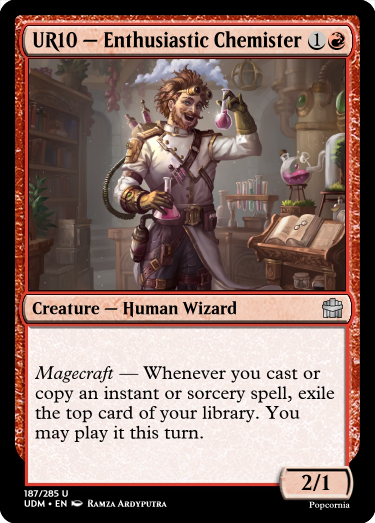 UR10 — Enthusiastic Chemister 1
Creature — Human Wizard
Magecraft — Whenever you cast or
copy an instant or sorcery spell, exile
the top card of your library. You
may play it this turn.
2/1
187/285 U
UDM • EN Ramza Ardyputra
Popcornia